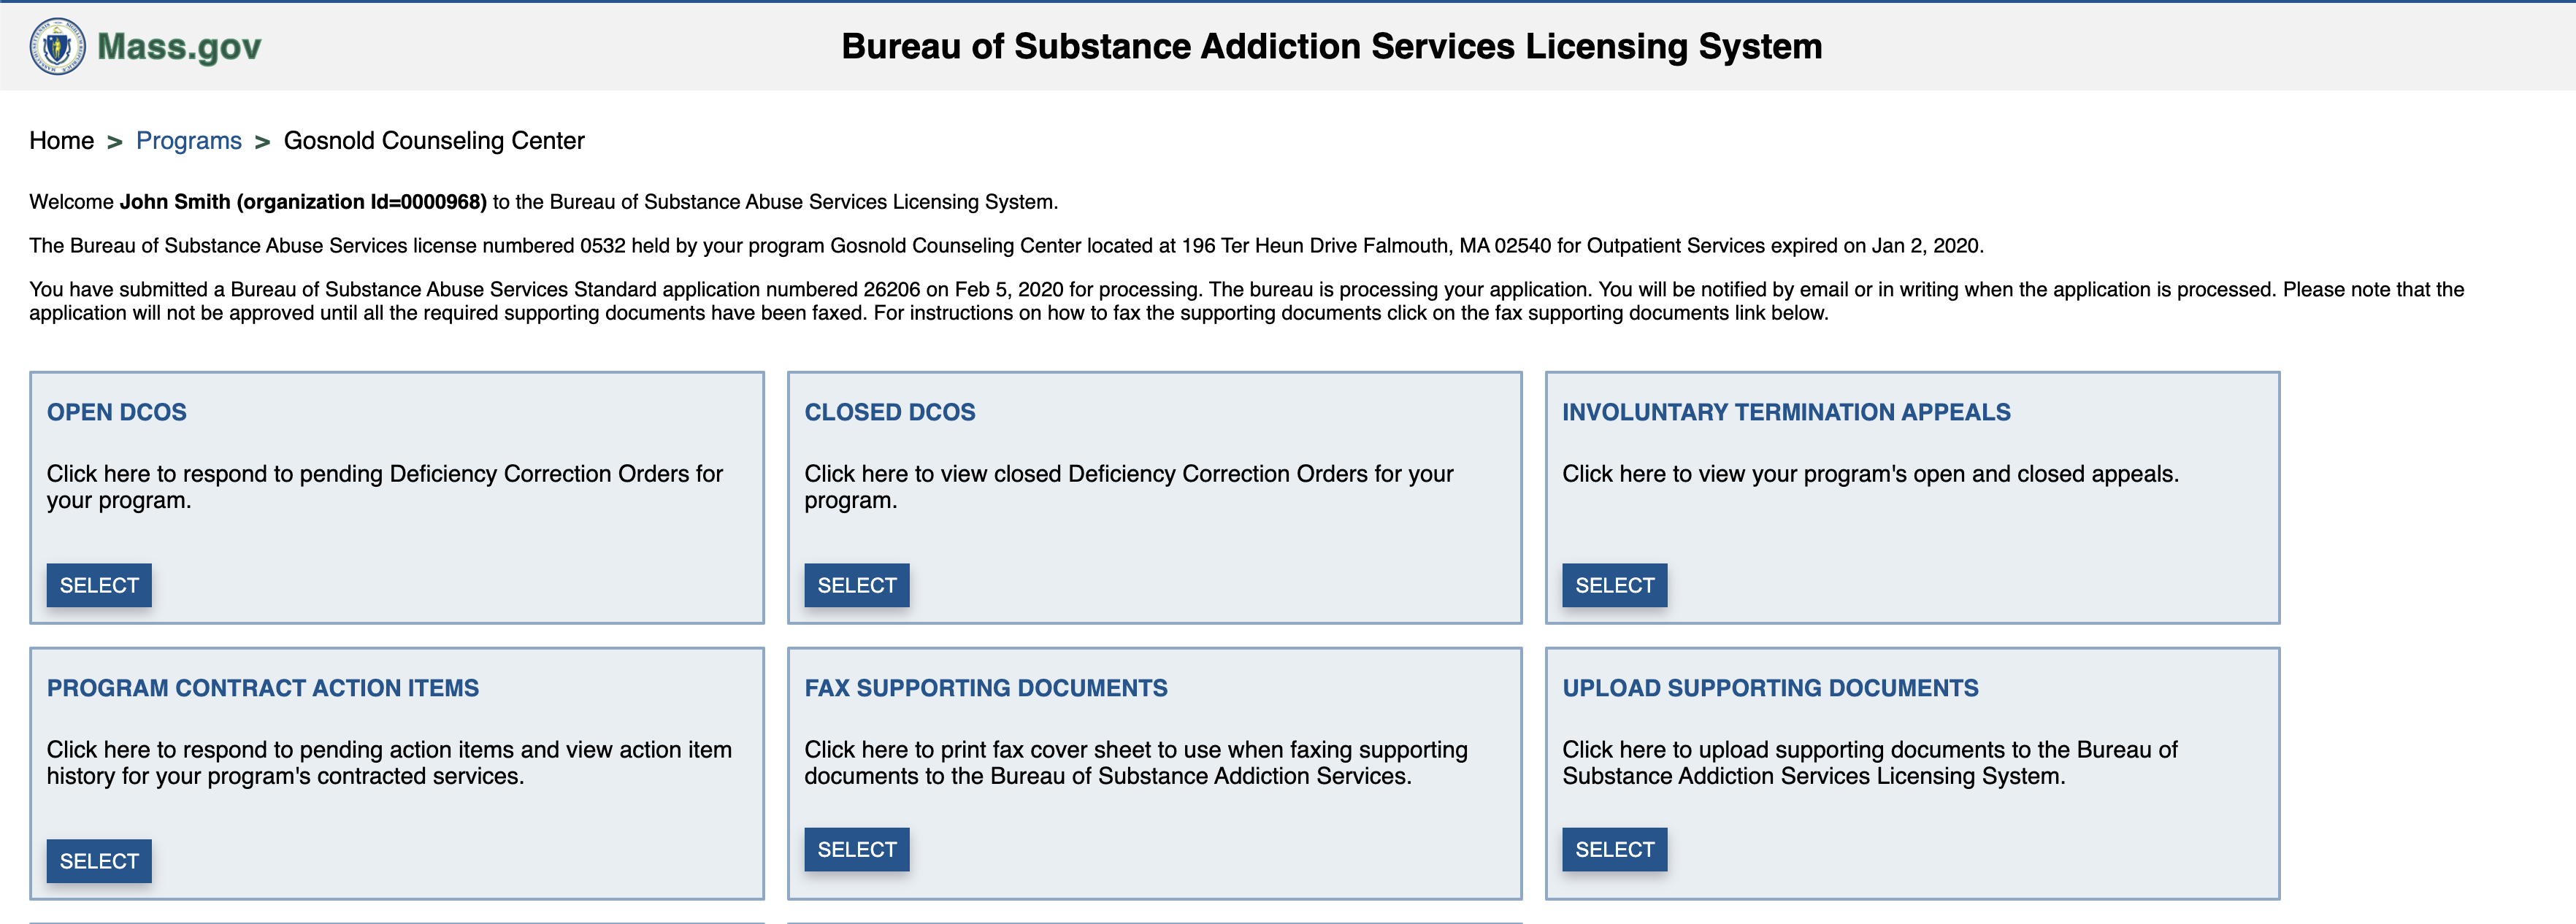 Mass.gov
Bureau of Substance Addiction Services Licensing System
Home > Programs > Gosnold Counseling Center
Welcome John Smith (organization Id=0000968) to the Bureau of Substance Abuse Services Licensing System.
The Bureau of Substance Abuse Services license numbered 0532 held by your program Gosnold Counseling Center located at 196 Ter Heun Drive Falmouth, MA 02540 for Outpatient Services expired on Jan 2, 2020.
You have submitted a Bureau of Substance Abuse Services Standard application numbered 26206 on Feb 5, 2020 for processing. The bureau is processing your application. You will be notified by email or in writing when the application is processed. Please note that the
application will not be approved until all the required supporting documents have been faxed. For instructions on how to fax the supporting documents click on the fax supporting documents link below.
OPEN DCOS
Click here to respond to pending Deficiency Correction Orders for
your program.
SELECT
CLOSED DCOS
Click here to view closed Deficiency Correction Orders for your
program.
SELECT
INVOLUNTARY TERMINATION APPEALS
Click here to view your program's open and closed appeals.
SELECT
PROGRAM CONTRACT ACTION ITEMS
Click here to respond to pending action items and view action item
history for your program's contracted services.
SELECT
FAX SUPPORTING DOCUMENTS
Click here to print fax cover sheet to use when faxing supporting
documents to the Bureau of Substance Addiction Services.
SELECT
UPLOAD SUPPORTING DOCUMENTS
Click here to upload supporting documents to the Bureau of
Substance Addiction Services Licensing System.
SELECT